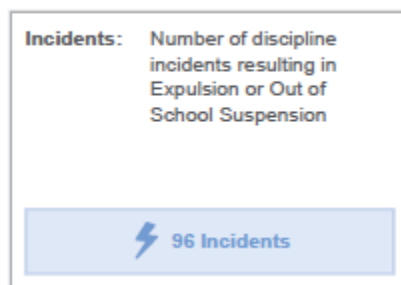 Incidents: Number of discipline
incidents resulting in
Expulsion or Out of
School Suspension
96 Incidents